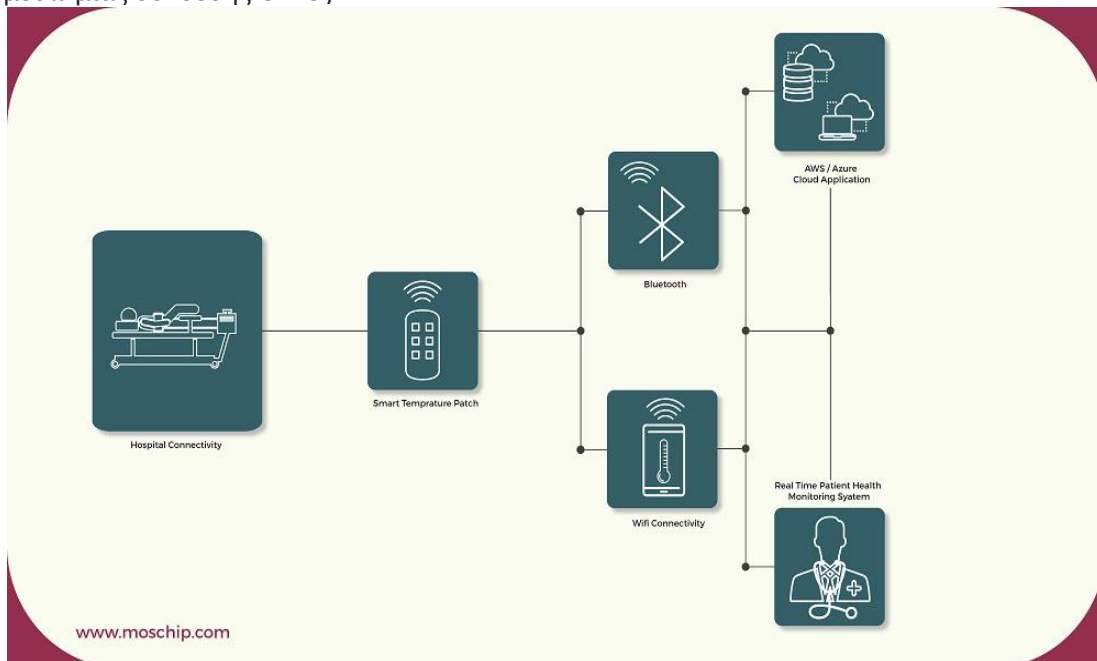 AWS / Azure
Cloud Application
Bluetooth
Smart Temprature Patch
Hospital Connectivity
Wifi Connectivity
Real Time Patient Health
Monitoring System
www.moschip.com